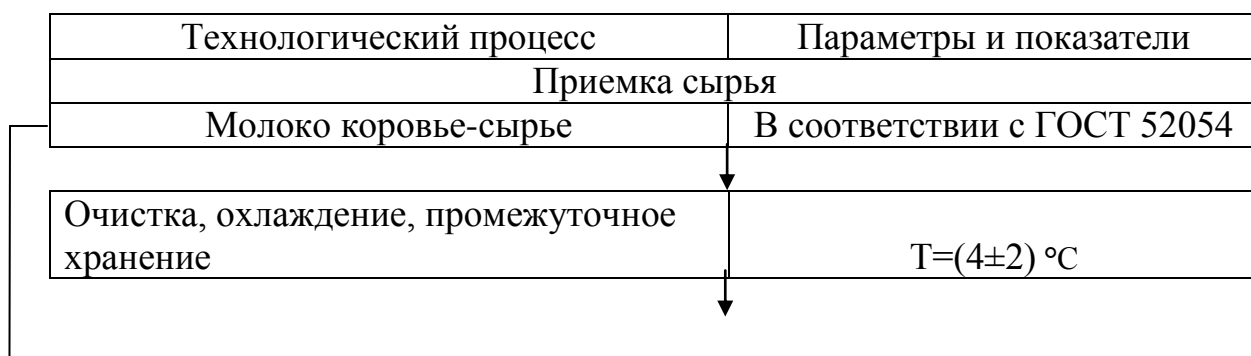 Технологический процесс Параметры и показатели
Приемка сырья
Молоко коровье-сырье В соответствии с ГОСТ 52054
Очистка, охлаждение, промежуточное
хранение T=(4±2) °С